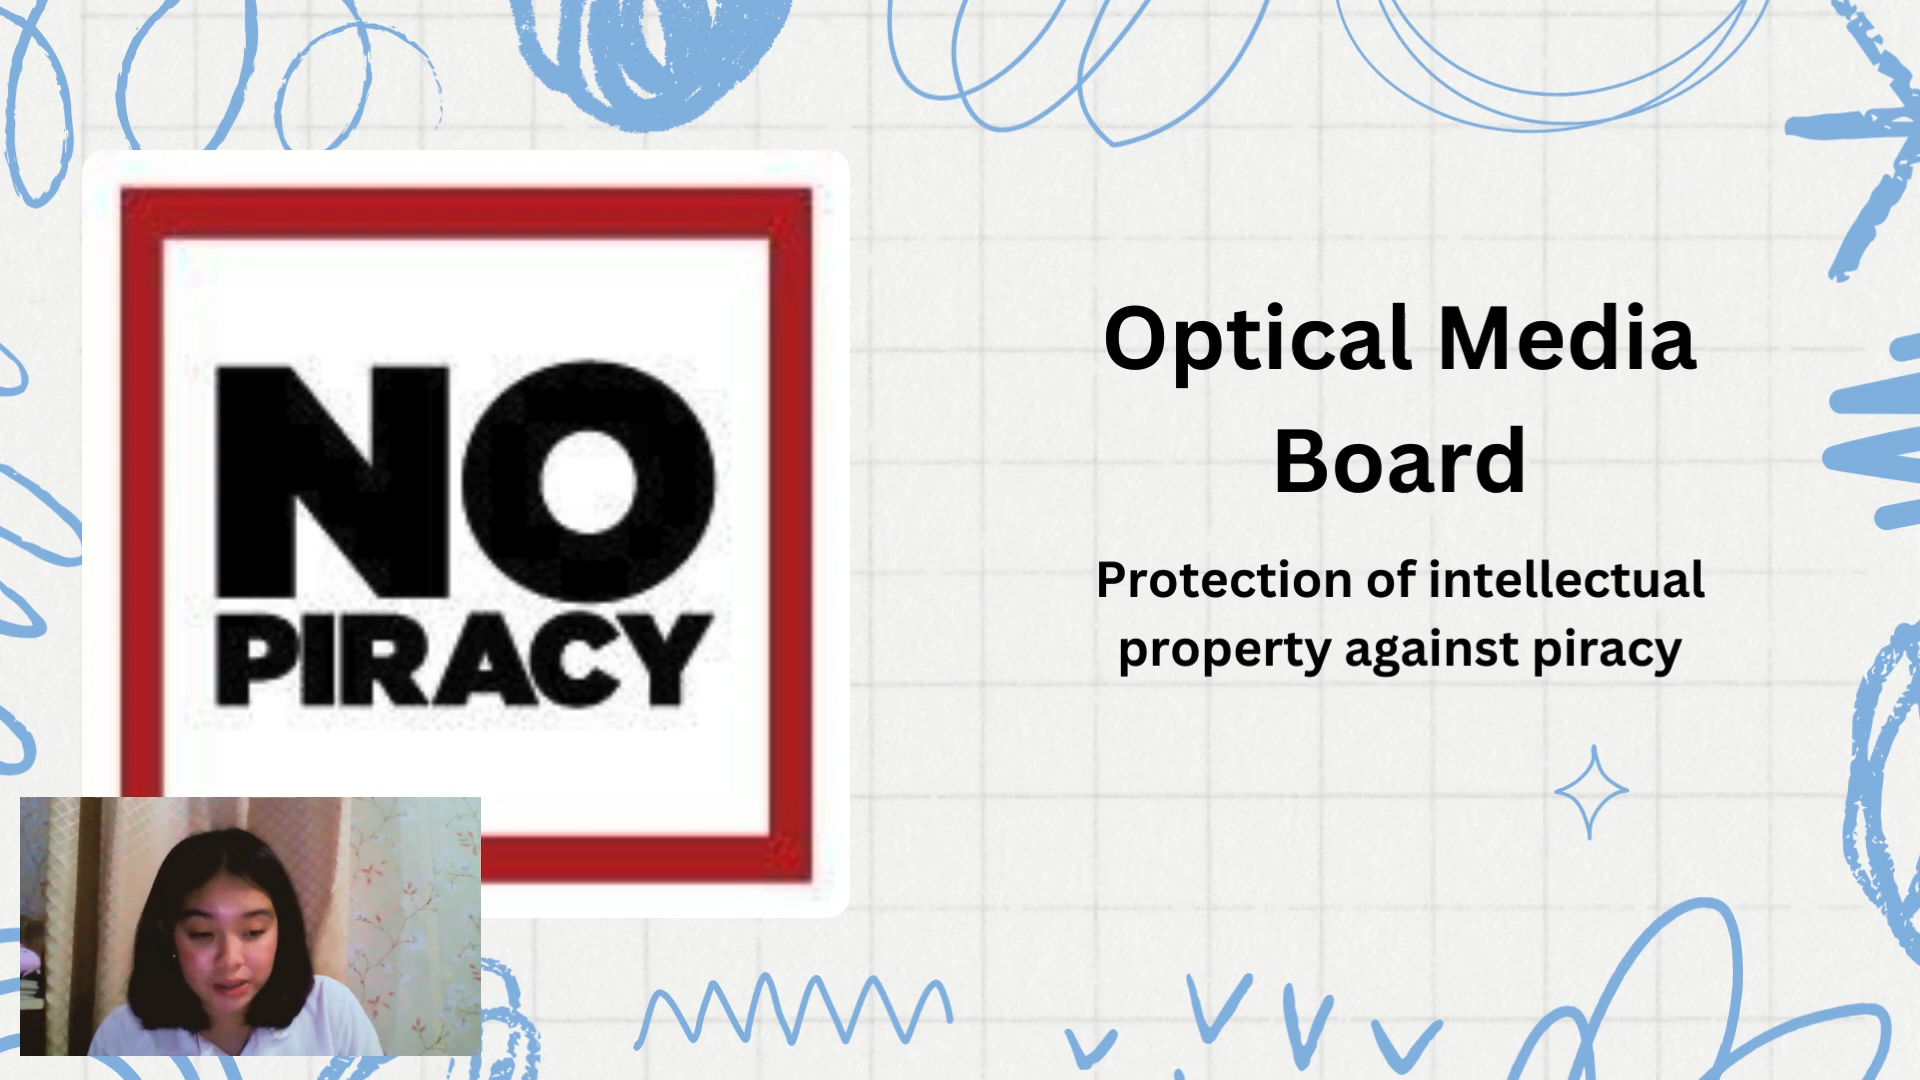 NO
PIRACY
Optical Media
Board
Protection of intellectual
property against piracy